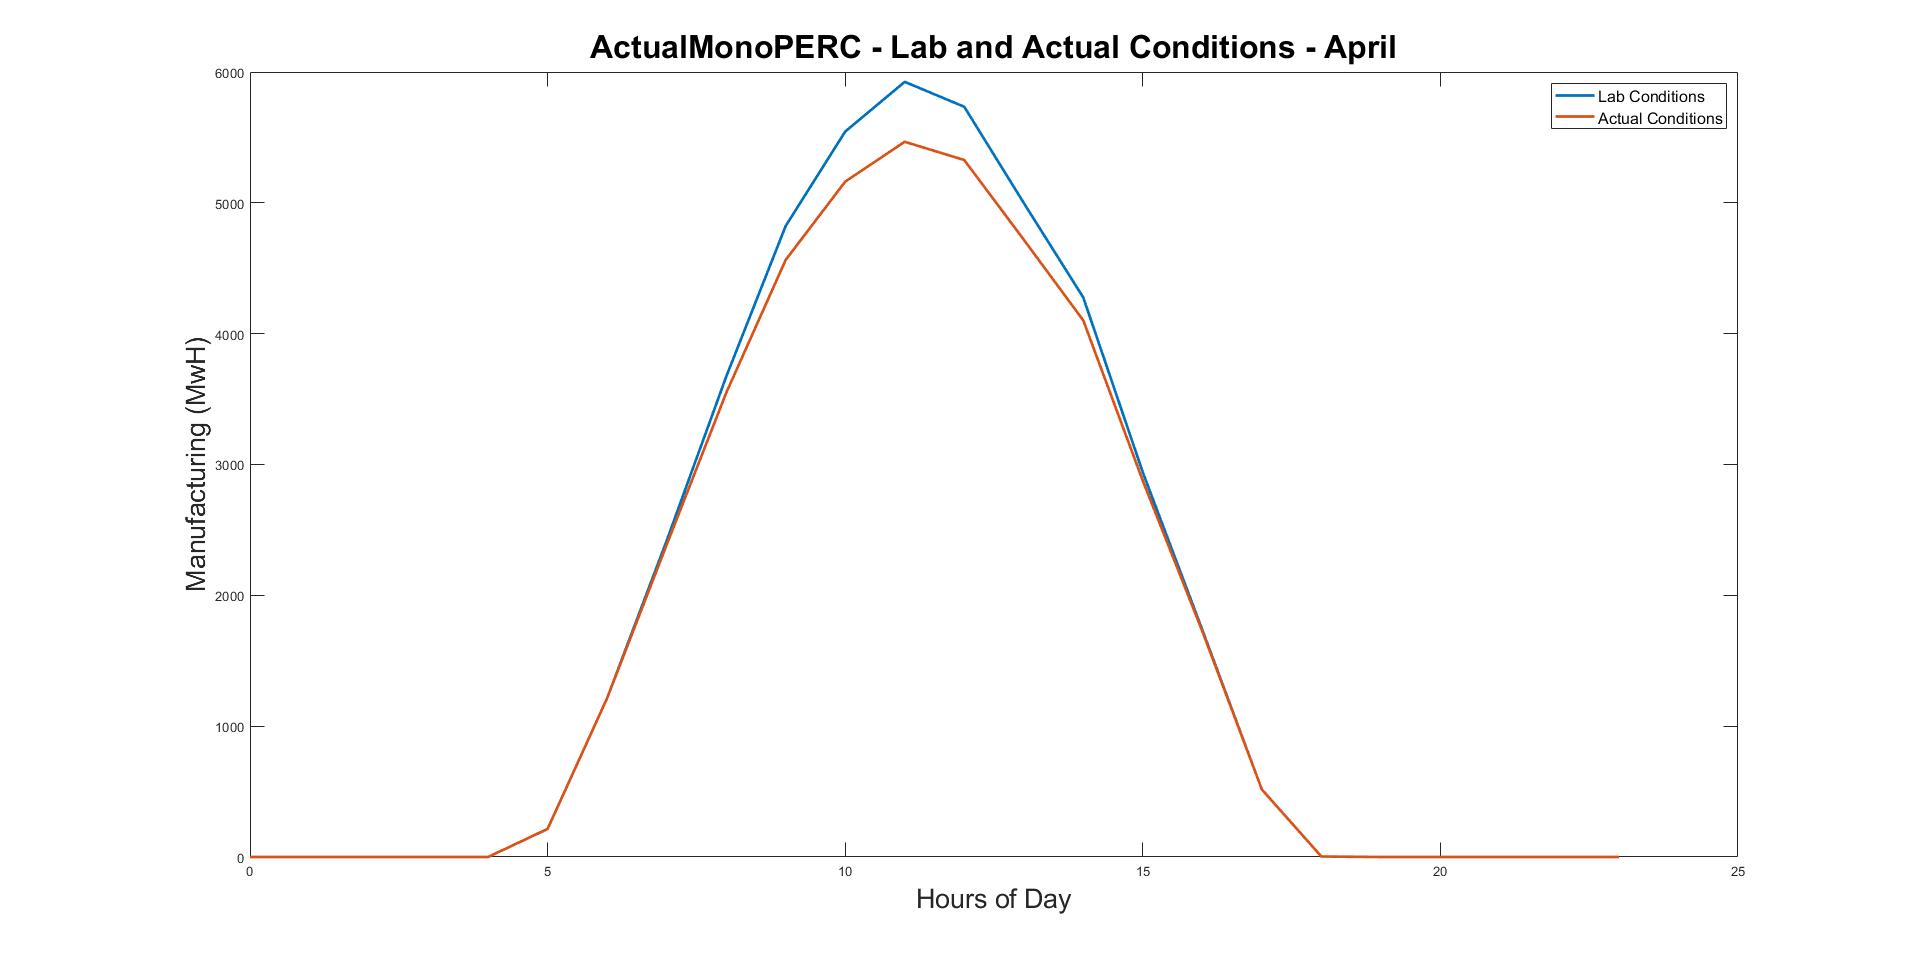 ActualMonoPERC - Lab and Actual Conditions - April
6000
5000
4000
3000
2000
1000
0
Manufacturing (MwH)
Lab Conditions
Actual Conditions
0 5 10 15 20 25
Hours of Day